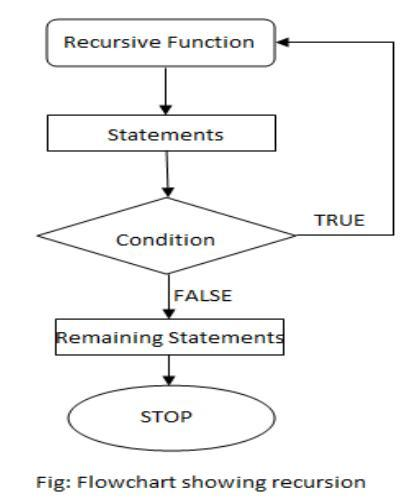 Recursive Function
Statements
Condition
TRUE
FALSE
Remaining Statements
STOP
Fig: Flowchart showing recursion